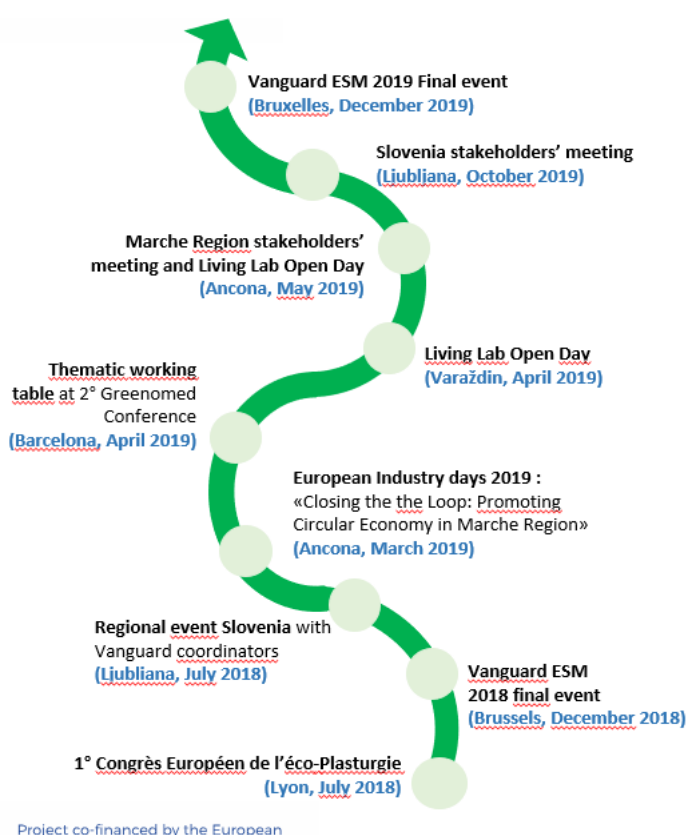 Vanguard ESM 2019 Final event
(Bruxelles, December 2019)
Slovenia stakeholders’ meeting
(Ljubljana, October 2019)
Marche Region stakeholders’
meeting and Living Lab Open Day
(Ancona, May 2019)
Living Lab Open Day
(Varaždin, April 2019)
Thematic working
table at 2° Greenomed
Conference
(Barcelona, April 2019)
European Industry days 2019 :
«Closing the the Loop: Promoting
Circular Economy in Marche Region»
(Ancona, March 2019)
Regional event Slovenia with
Vanguard coordinators
(Ljubliana, July 2018)
Vanguard ESM
2018 final event
(Brussels, December 2018)
1° Congrès Européen de l’éco-Plasturgie
(Lyon, July 2018)
Project co-financed by the European